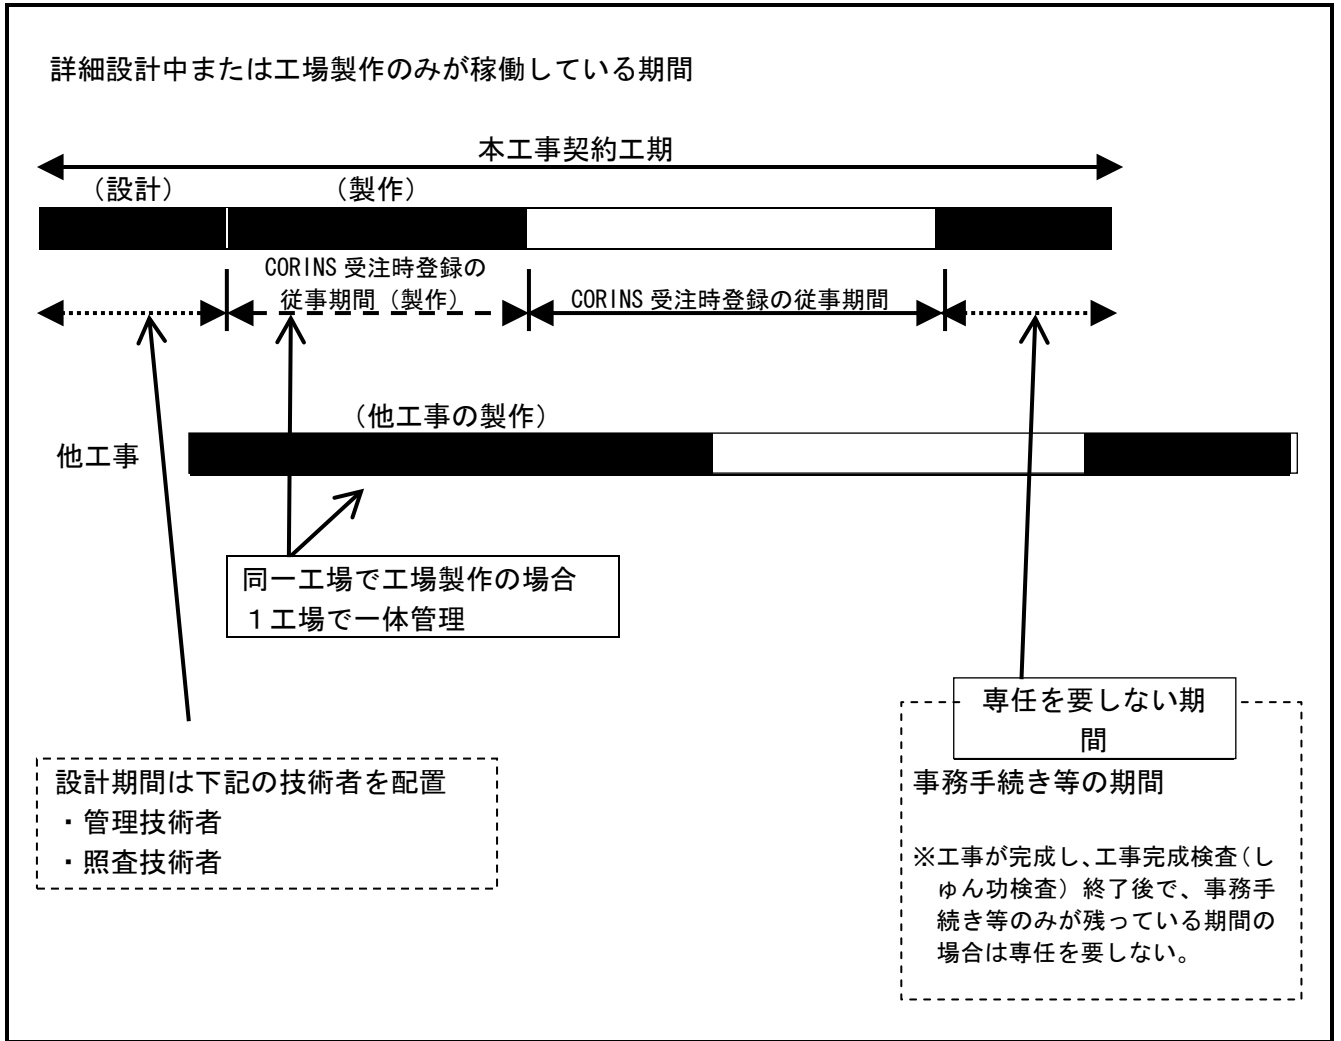 詳細設計中または工場製作のみが稼働している期間
本工事契約工期
（設計）
（製作）
CORINS 受注時登録の
従事期間（製作）
CORINS 受注時登録の従事期間
（他工事の製作）
他工事
同一工場で工場製作の場合
１工場で一体管理
専任を要しない期
間
設計期間は下記の技術者を配置
・管理技術者
・照査技術者
事務手続き等の期間
※工事が完成し、工事完成検査（し
ゅん功検査）終了後で、事務手
続き等のみが残っている期間の
場合は専任を要しない。